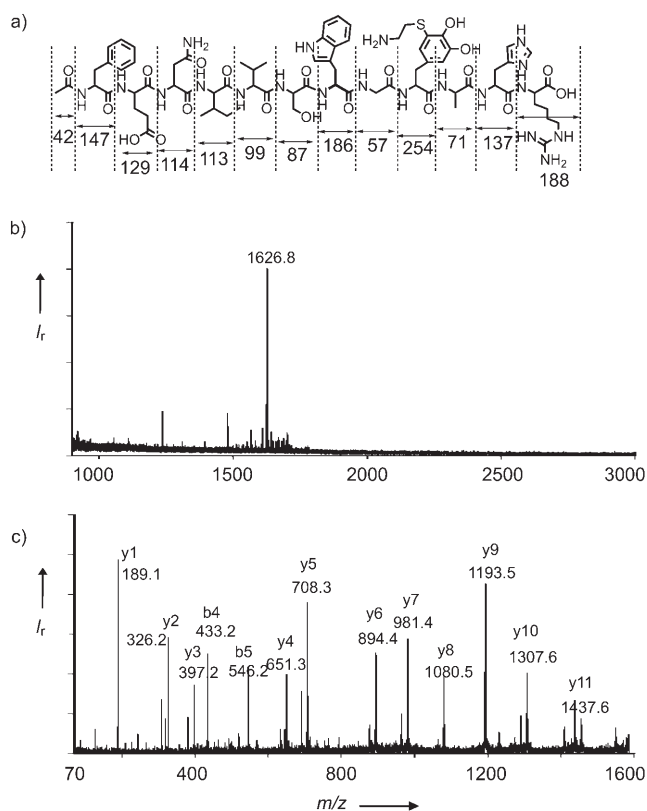 a)
NH₂
S
OH
H₂N
OH
HN
HN
N
O
O
O
O
O
O
O
O
O
O
O
O
OH
N
H
N
H
N
H
N
H
N
H
N
H
N
H
N
H
N
H
N
H
N
H
N
H
HO
O
OH
HN
NH
NH₂
42
147
129
114
113
99
87
186
57
254
71
137
188
b)
1626.8
Iᵣ
1000
1500
2000
2500
3000
c)
y1
189.1
y2
326.2
y3
397.2
b4
433.2
b5
546.2
y4
651.3
y5
708.3
y6
894.4
y7
981.4
y8
1080.5
y9
1193.5
y10
1307.6
y11
1437.6
Iᵣ
70
400
800
1200
1600
m/z